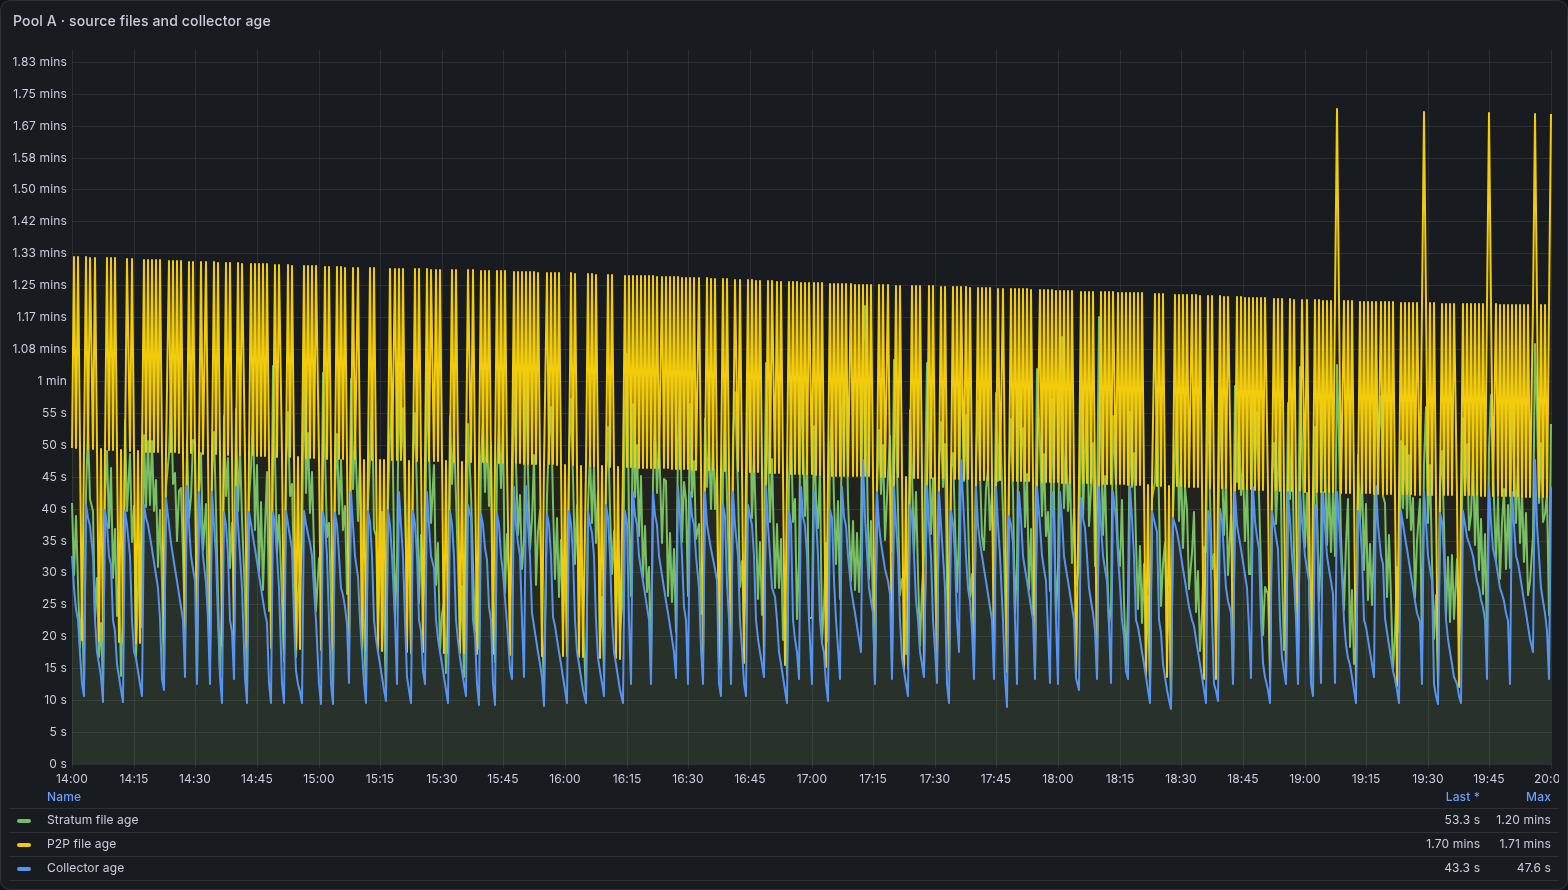 Pool A · source files and collector age
1.83 mins
1.75 mins
1.67 mins
1.58 mins
1.50 mins
1.42 mins
1.33 mins
1.25 mins
1.17 mins
1.08 mins
1 min
55 s
50 s
45 s
40 s
35 s
30 s
25 s
20 s
15 s
10 s
5 s
0 s
14:00 14:15 14:30 14:45 15:00 15:15 15:30 15:45 16:00 16:15 16:30 16:45 17:00 17:15 17:30 17:45 18:00 18:15 18:30 18:45 19:00 19:15 19:30 19:45 20:0
Name Last * Max
Stratum file age 53.3 s 1.20 mins
P2P file age 1.70 mins 1.71 mins
Collector age 43.3 s 47.6 s